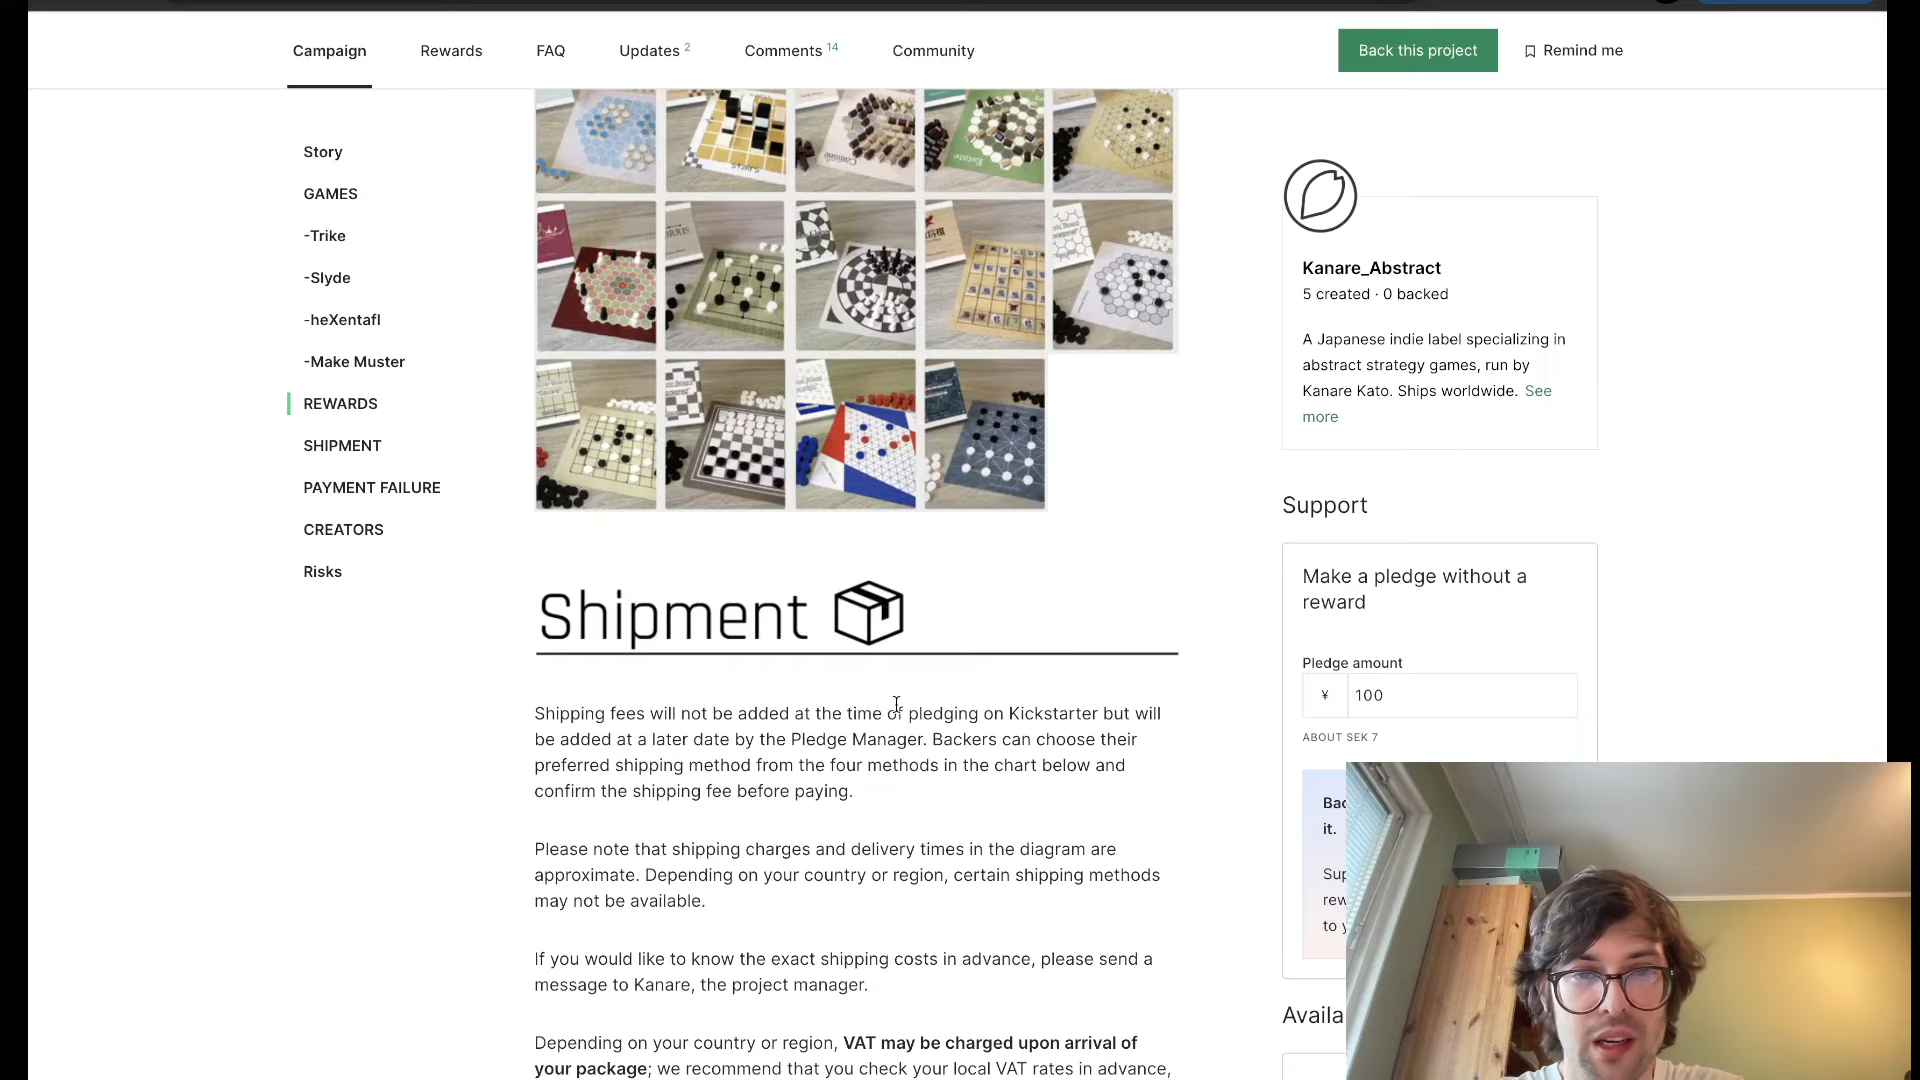 Campaign
Rewards
FAQ
Updates 2
Comments 14
Community
Back this project
Remind me
Story
GAMES
-Trike
-Slyde
-heXentafl
-Make Muster
REWARDS
SHIPMENT
PAYMENT FAILURE
CREATORS
Risks
stairs
Shipment
Shipping fees will not be added at the time of pledging on Kickstarter but will
be added at a later date by the Pledge Manager. Backers can choose their
preferred shipping method from the four methods in the chart below and
confirm the shipping fee before paying.
Please note that shipping charges and delivery times in the diagram are
approximate. Depending on your country or region, certain shipping methods
may not be available.
If you would like to know the exact shipping costs in advance, please send a
message to Kanare, the project manager.
Depending on your country or region, VAT may be charged upon arrival of
your package; we recommend that you check your local VAT rates in advance,
Kanare_Abstract
5 created · 0 backed
A Japanese indie label specializing in
abstract strategy games, run by
Kanare Kato. Ships worldwide. See
more
Support
Make a pledge without a
reward
Pledge amount
¥ 100
ABOUT SEK 7
Bac
it.
Sup
rew
to y
Availa